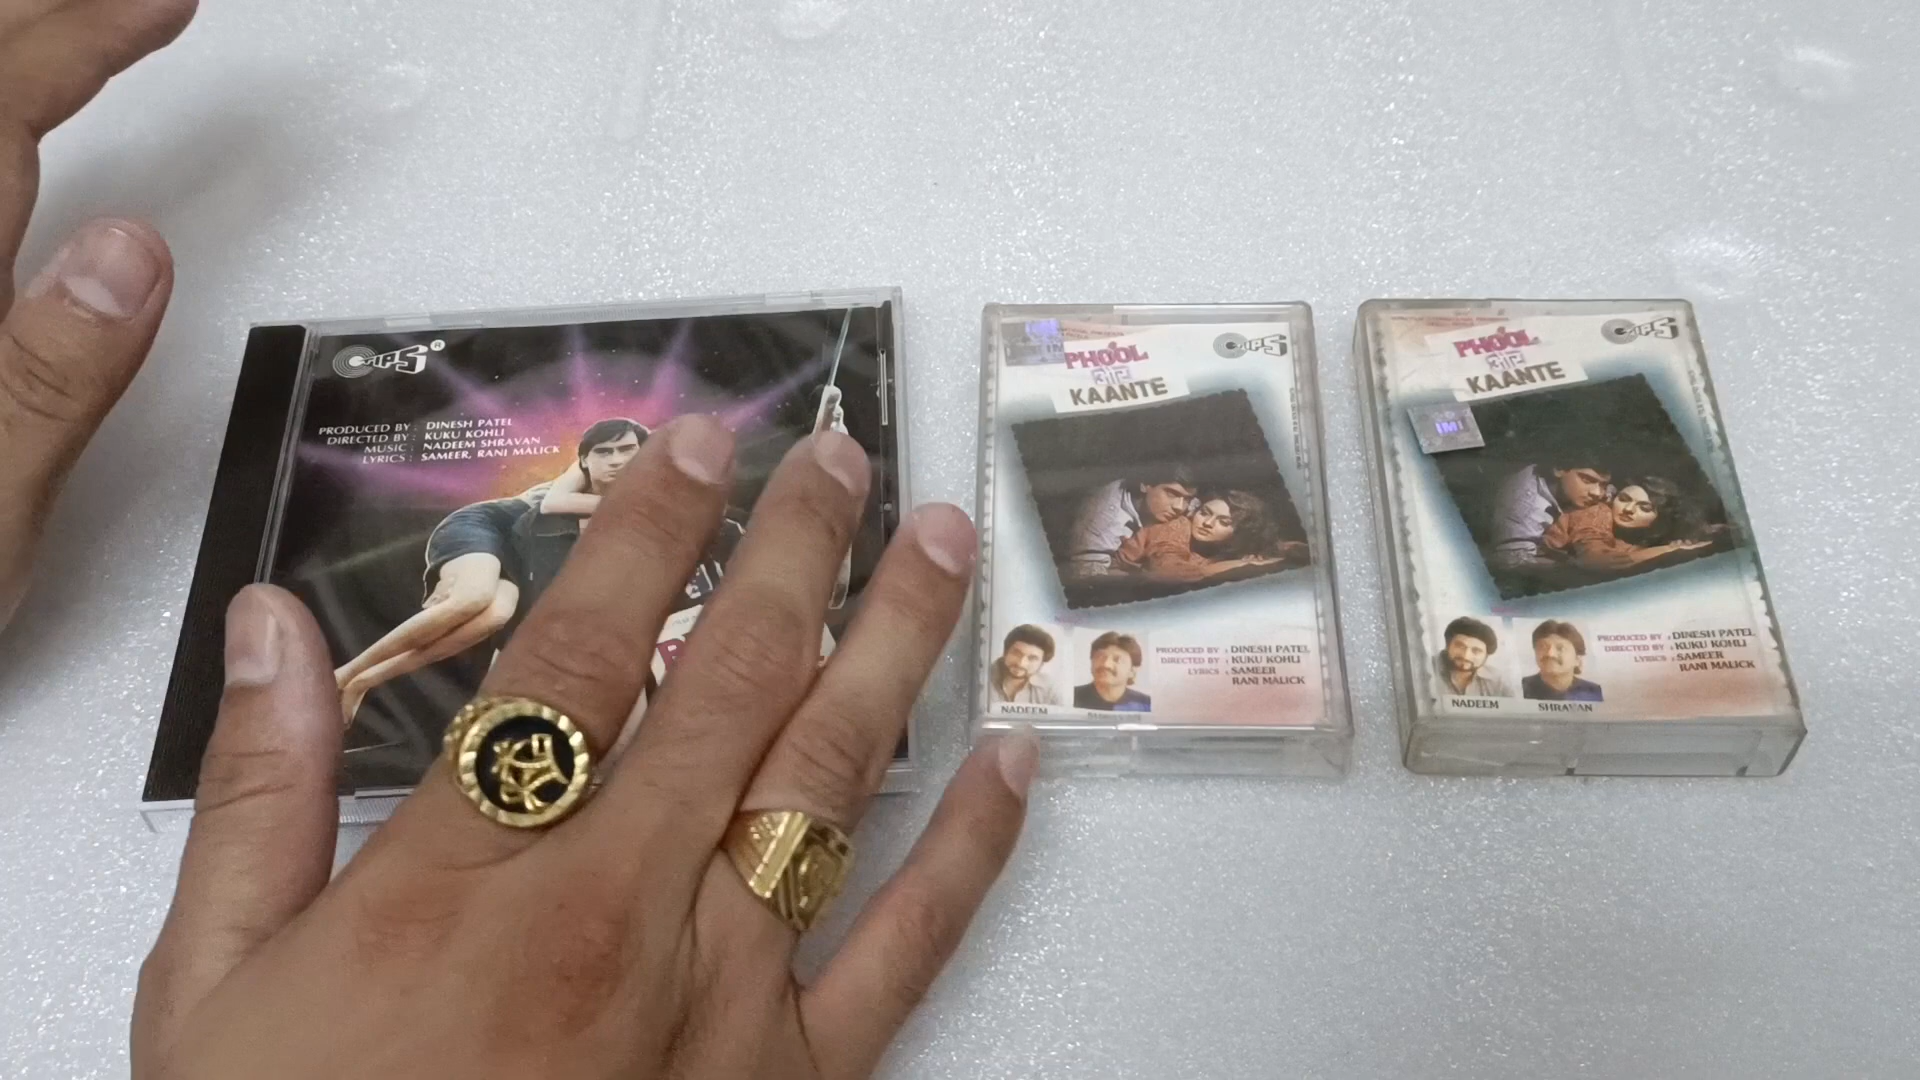 TIPS ®
PRODUCED BY : DINESH PATEL
DIRECTED BY : KUKU KOHLI
MUSIC : NADEEM SHRAVAN
LYRICS : SAMEER, RANI MALICK
PHOOL
और
KAANTE
TIPS
PRODUCED BY : DINESH PATEL
DIRECTED BY : KUKU KOHLI
LYRICS : SAMEER
RANI MALICK
NADEEM
PHOOL
और
KAANTE
TIPS
IMI
PRODUCED BY : DINESH PATEL
DIRECTED BY : KUKU KOHLI
LYRICS : SAMEER
RANI MALICK
NADEEM
SHRAVAN